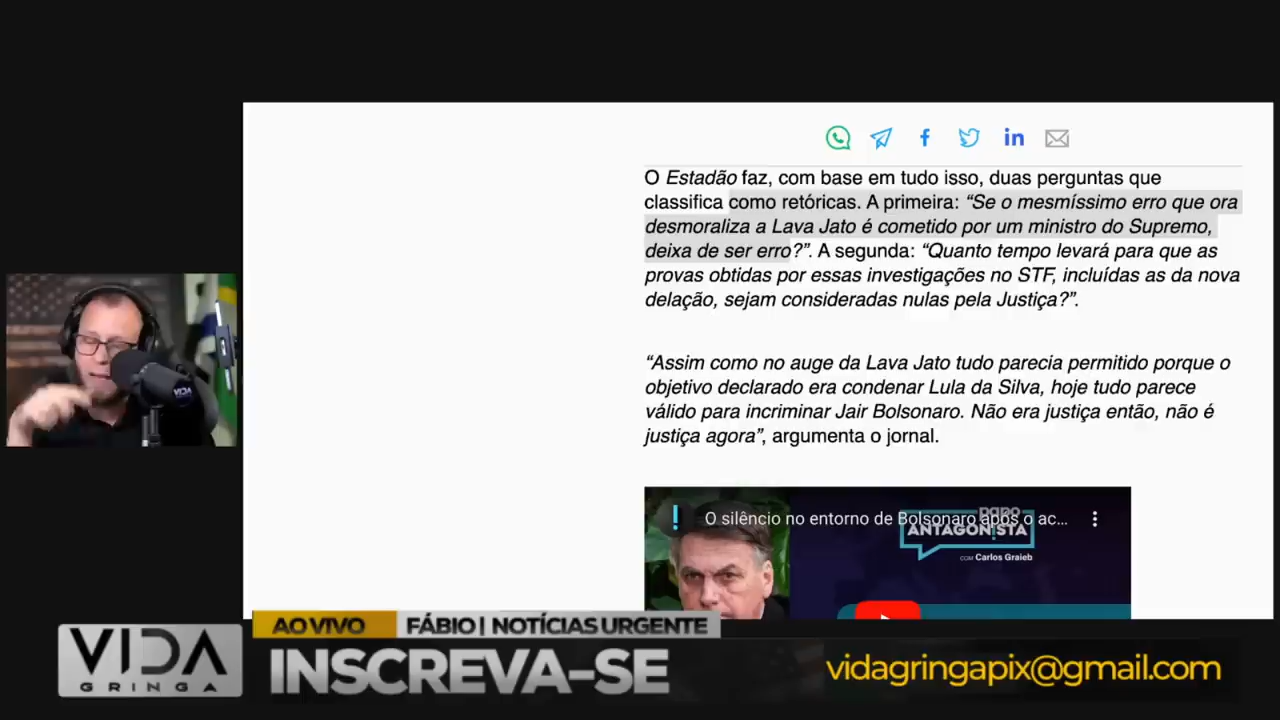 O Estadão faz, com base em tudo isso, duas perguntas que
classifica como retóricas. A primeira: “Se o mesmíssimo erro que ora
desmoraliza a Lava Jato é cometido por um ministro do Supremo,
deixa de ser erro?”. A segunda: “Quanto tempo levará para que as
provas obtidas por essas investigações no STF, incluídas as da nova
delação, sejam consideradas nulas pela Justiça?”.
“Assim como no auge da Lava Jato tudo parecia permitido porque o
objetivo declarado era condenar Lula da Silva, hoje tudo parece
válido para incriminar Jair Bolsonaro. Não era justiça então, não é
justiça agora”, argumenta o jornal.
O silêncio no entorno de Bolsonaro após o ac...
papo
ANTAGONISTA
COM Carlos Graieb
VIDA
AO VIVO
FÁBIO | NOTÍCIAS URGENTE
VIDA
GRINGA
INSCREVA-SE
vidagringapix@gmail.com